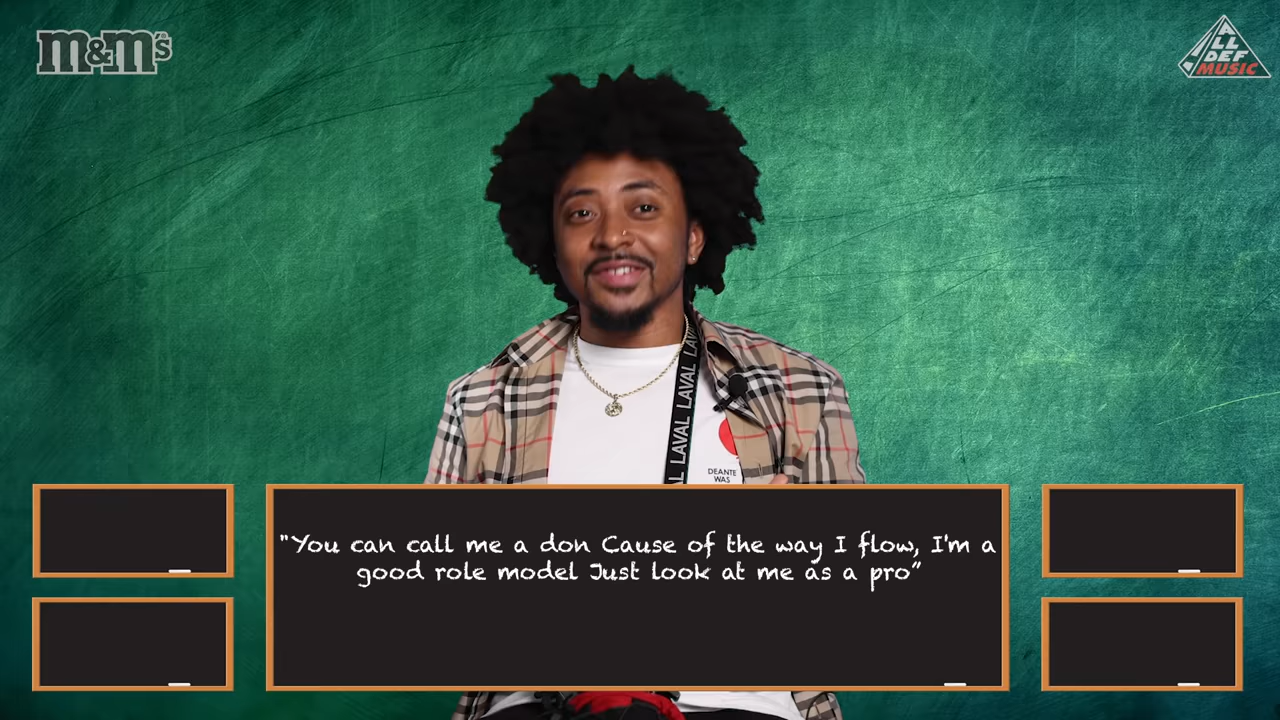 M&M's
ALL
DEF
MUSIC
LAVAL LAVAL LAVAL
DEANTE
WAS
"You can call me a don Cause of the way I flow, I'm a
good role model Just look at me as a pro"